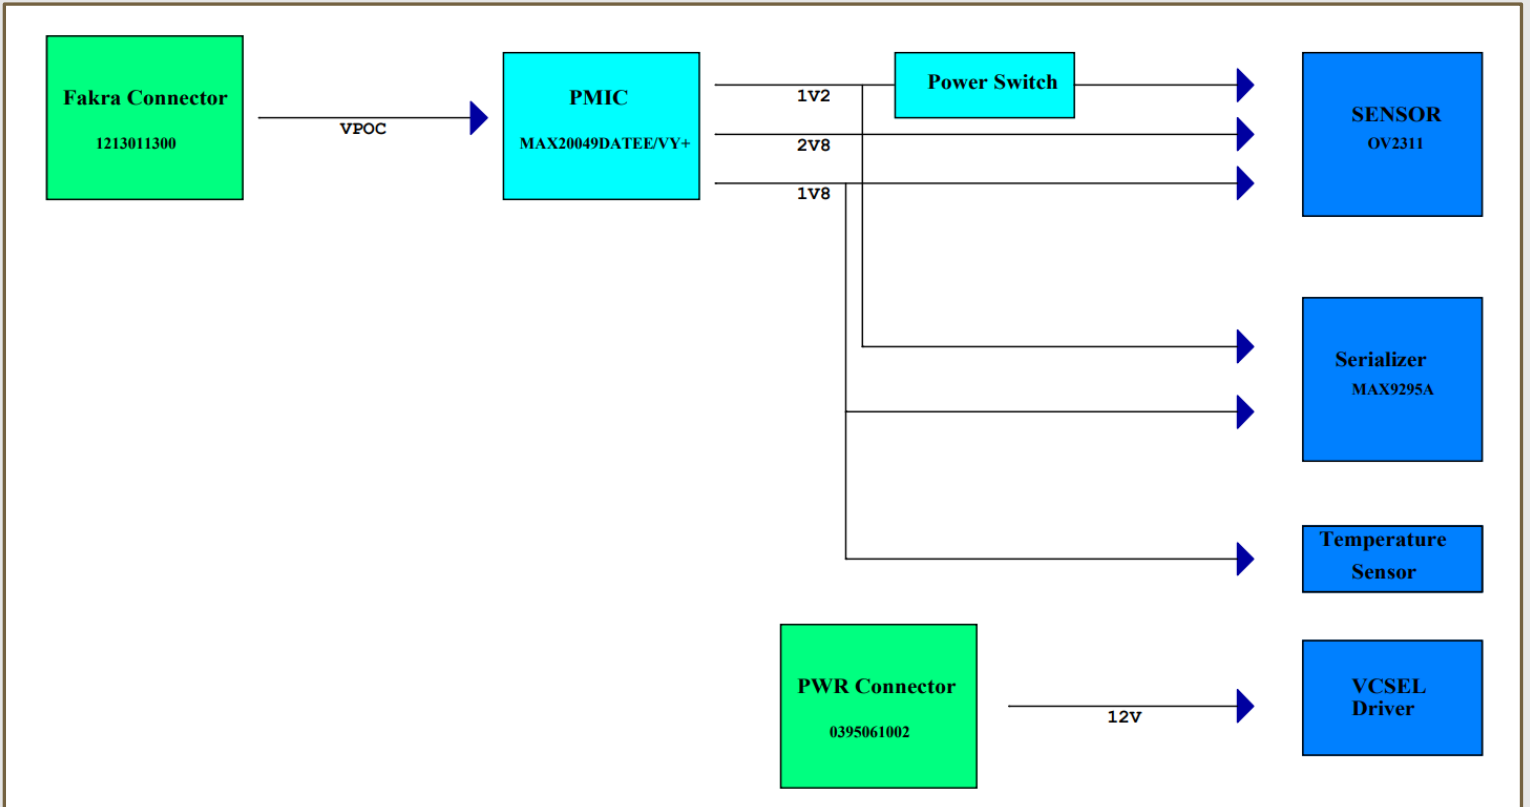 Fakra Connector
1213011300
VPOC
PMIC
MAX20049DATEE/VY+
1V2
2V8
1V8
Power Switch
SENSOR
OV2311
Serializer
MAX9295A
Temperature
Sensor
PWR Connector
0395061002
12V
VCSEL
Driver